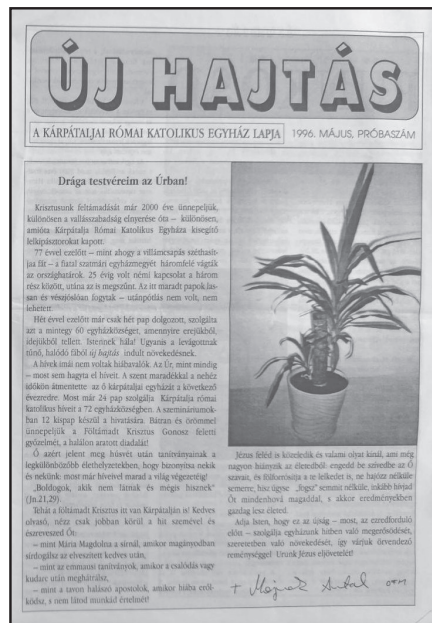 ÚJ HAJTÁS
A KÁRPÁTALJAI RÓMAI KATOLIKUS EGYHÁZ LAPJA
1996. MÁJUS, PRÓBASZÁM
Drága testvéreim az Úrban!
Krisztusunk feltámadását már 2000 éve ünnepeljük,
különösen a vallásszabadság elnyerése óta – különösen,
amióta Kárpátalja Római Katolikus Egyháza kisegítő
felkipásztorokat kapott.
77 évvel ezelőtt – mint ahogy a villámcsapás széthasít-
ja a fát – a fiatal szatmári egyházmegyét háromfelé vágták
az országhatárok. 25 évig volt némi kapcsolat a három
rész között, utána az is megszűnt. Az itt maradt papok las-
san és vészjóslóan fogytak – utánpótlás nem volt, nem
lehetett.
Hét évvel ezelőtt már csak hét pap dolgozott, szolgálta
azt a mintegy 60 egyházközséget, amennyire erejükből,
idejükből tellett. Istennek hála! Ugyanis a levágottnak
tűnő, halódó fából új hajtás indult növekedésnek.
A hívek imái nem voltak hiábavalók. Az Úr, mint mindig
– most sem hagyta el híveit. A szent maradékkal a nehéz
időkön átmentette az ő kárpátaljai egyházát a következő
évezredre. Most már 24 pap szolgálja Kárpátalja római
katolikus híveit a 72 egyházközségben. A szemináriumok-
ban 12 kispap készül a hivatására. Bátran és örömmel
ünnepeljük a Föltámadt Krisztus Gonosz feletti
győzelmét, a halálon aratott diadalát!
Ő azért jelent meg húsvét után tanítványainak a
legkülönbözőbb élethelyzetekben, hogy bizonyítsa nekik
és nekünk: most már híveivel marad a világ végezetéig!
„Boldogok, akik nem láttak és mégis hisznek"
(Jn.21,29).
Tehát a föltámadt Krisztus itt van Kárpátalján is! Kedves
olvasó, nézz csak jobban körül a hit szemével és
észreveszed Őt:
– mint Mária Magdolna a sírnál, amikor magányodban
sírdogálsz az elvesztett kedves után,
– mint az emmausi tanítványok, amikor a csalódás vagy
kudarc után meghátrálsz,
– mint a tavon halászó apostolok, amikor hiába erőл-
ködsz, s nem látod munkád értelmét!
Jézus feléd is közeledik és valami olyat kínál, ami még
nagyon hiányzik az életedből: engedd be szívedbe az Ő
szavait, és fölforrósítja a te lelkedet is, ne hajózz nélküle
semerre, hisz úgyse „fogsz" semmit nélküle, inkább hívjad
Őt mindenhová magaddal, s akkor eredményekben
gazdag lesz életed.
Adja Isten, hogy ez az újság – most, az ezredforduló
előtt – szolgálja egyházunk hitben való megerősödését,
szeretetben való növekedését, így várjuk örvendező
reménységgel Urunk Jézus eljövetelét!
+ Majnek Antal OFM